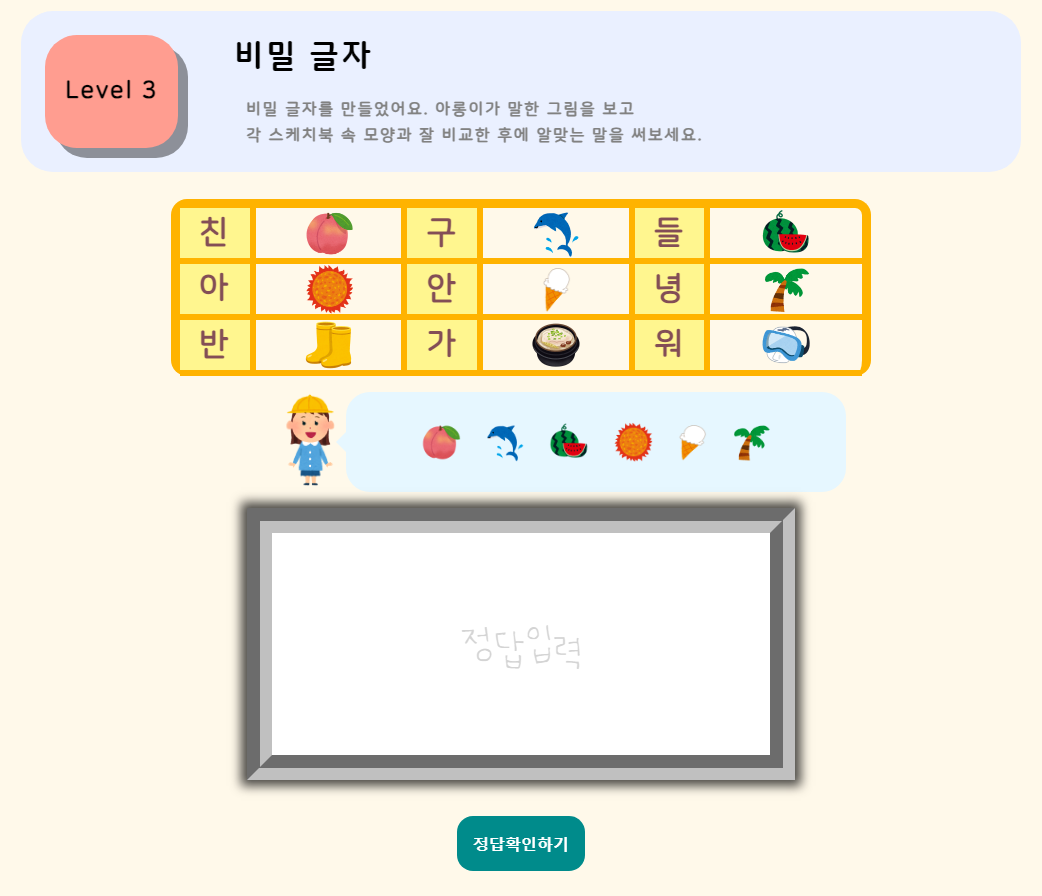 Level 3
비밀 글자
비밀 글자를 만들었어요. 아롱이가 말한 그림을 보고
각 스케치북 속 모양과 잘 비교한 후에 알맞는 말을 써보세요.
친 구 들
아 안 녕
반 가 워
정답입력
정답확인하기